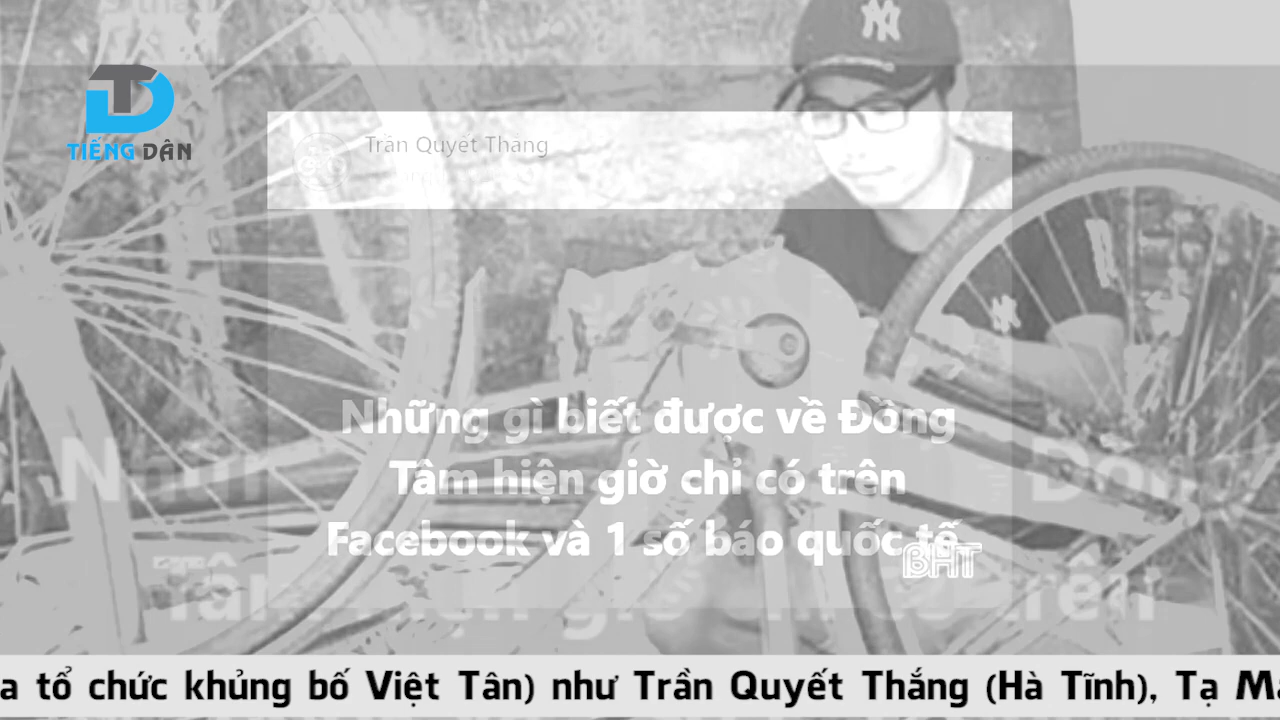 TIẾNG DÂN
Trần Quyết Thắng
Những gì biết được về Đồng
Tâm hiện giờ chỉ có trên
Facebook và 1 số báo quốc tế
BHT
a tổ chức khủng bố Việt Tân) như Trần Quyết Thắng (Hà Tĩnh), Tạ